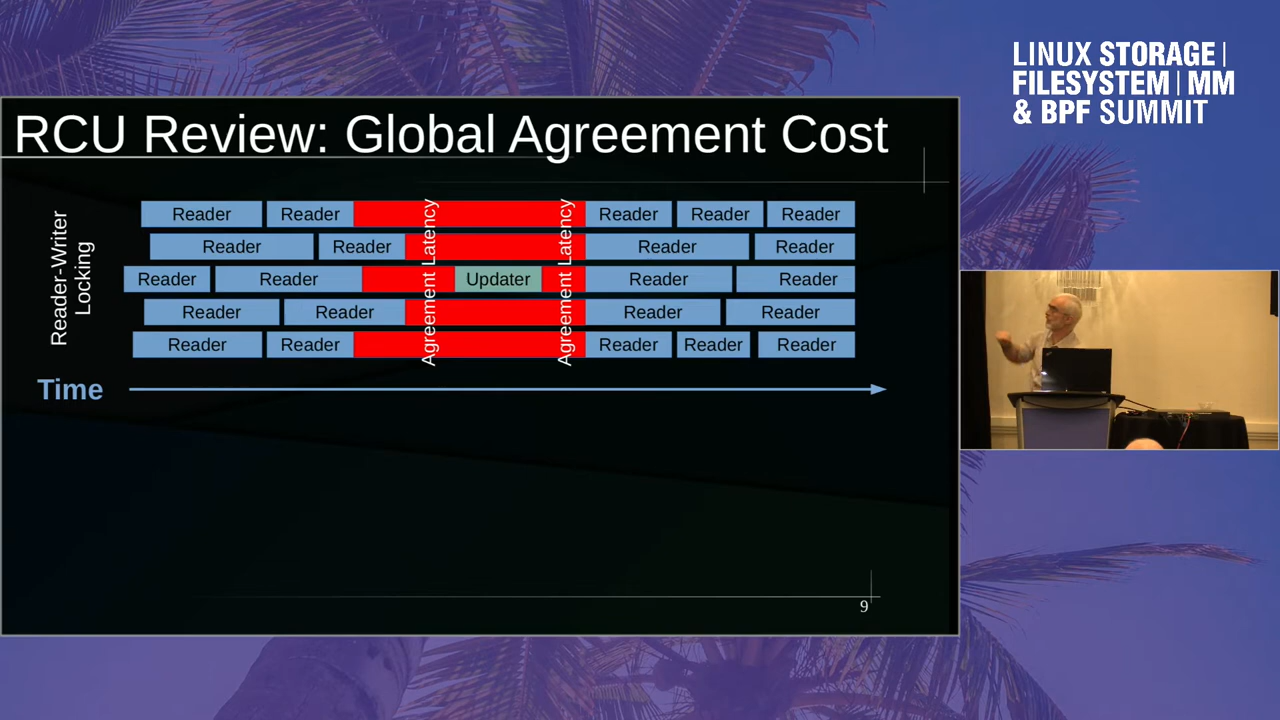 LINUX STORAGE |
FILESYSTEM | MM
& BPF SUMMIT
RCU Review: Global Agreement Cost
Reader-Writer
Locking
Reader Reader Reader Reader Reader
Reader Reader Reader Reader
Reader Reader Updater Reader Reader
Reader Reader Reader Reader
Reader Reader Reader Reader Reader
Agreement Latency
Agreement Latency
Time
9